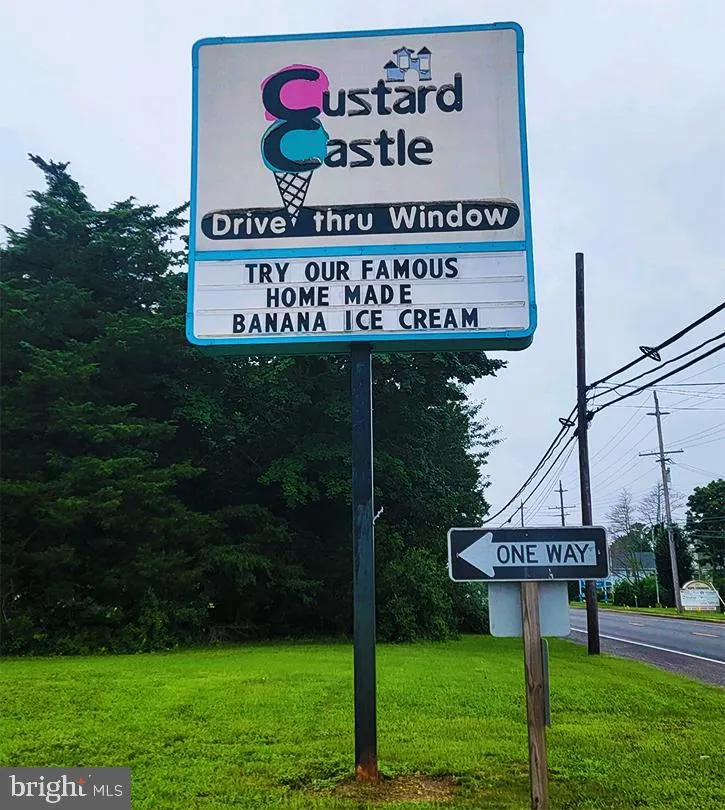 Custard
Castle
Drive thru Window
TRY OUR FAMOUS
HOME MADE
BANANA ICE CREAM
ONE WAY
bright MLS